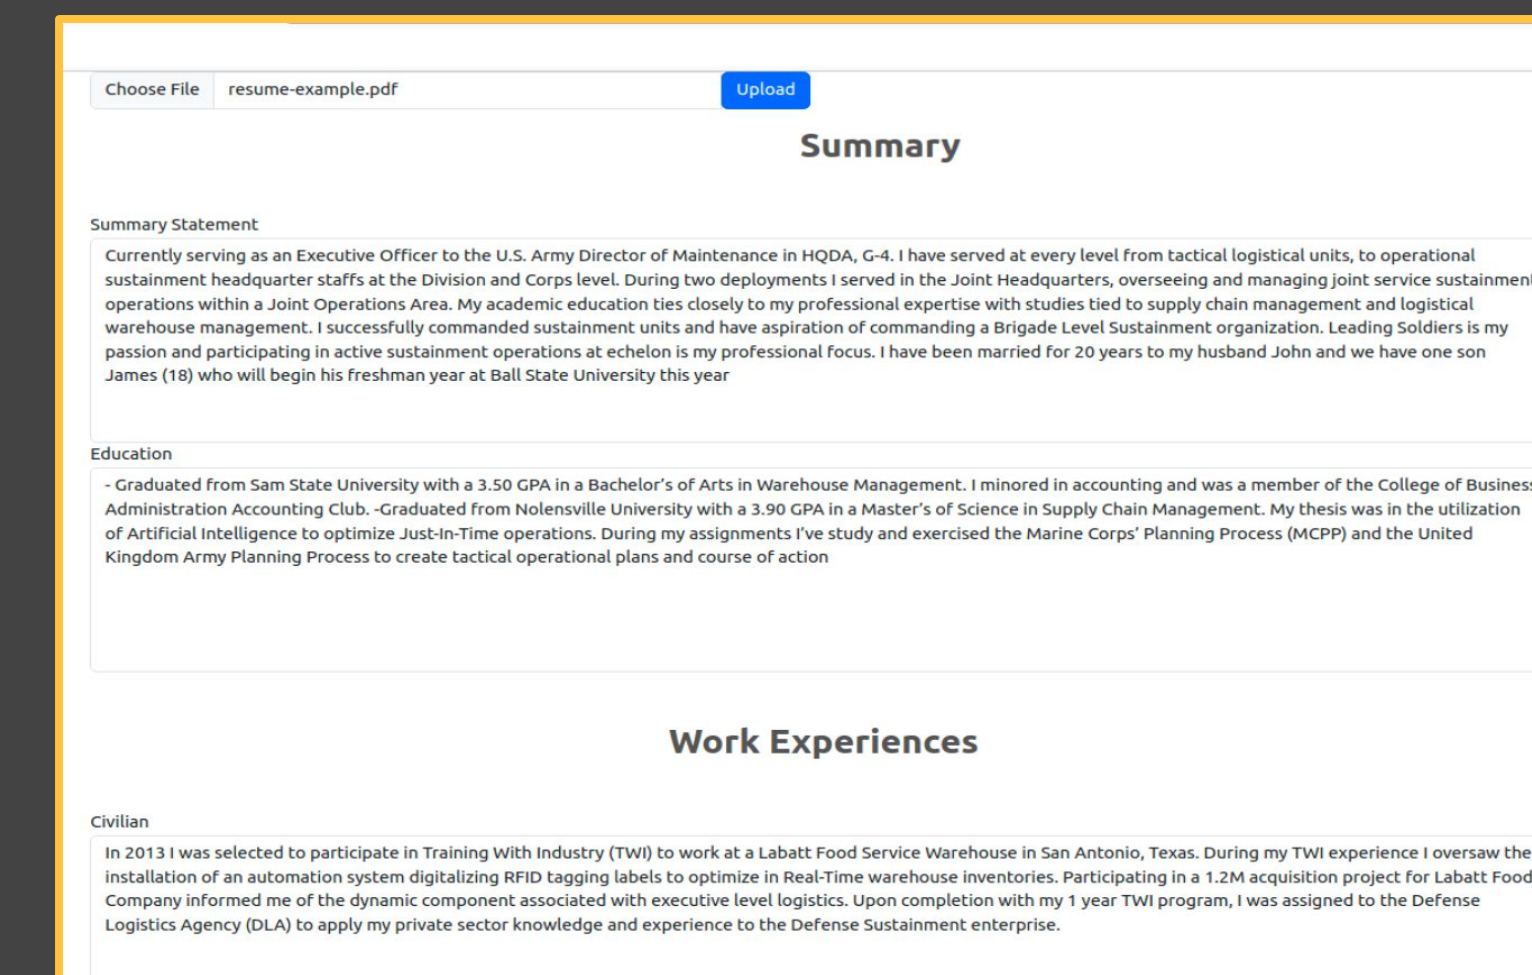 Choose File resume-example.pdf Upload
Summary
Summary Statement
Currently serving as an Executive Officer to the U.S. Army Director of Maintenance in HQDA, G-4. I have served at every level from tactical logistical units, to operational
sustainment headquarter staffs at the Division and Corps level. During two deployments I served in the Joint Headquarters, overseeing and managing joint service sustainment
operations within a Joint Operations Area. My academic education ties closely to my professional expertise with studies tied to supply chain management and logistical
warehouse management. I successfully commanded sustainment units and have aspiration of commanding a Brigade Level Sustainment organization. Leading Soldiers is my
passion and participating in active sustainment operations at echelon is my professional focus. I have been married for 20 years to my husband John and we have one son
James (18) who will begin his freshman year at Ball State University this year
Education
- Graduated from Sam State University with a 3.50 GPA in a Bachelor's of Arts in Warehouse Management. I minored in accounting and was a member of the College of Business
Administration Accounting Club. -Graduated from Nolensville University with a 3.90 GPA in a Master's of Science in Supply Chain Management. My thesis was in the utilization
of Artificial Intelligence to optimize Just-In-Time operations. During my assignments I've study and exercised the Marine Corps' Planning Process (MCPP) and the United
Kingdom Army Planning Process to create tactical operational plans and course of action
Work Experiences
Civilian
In 2013 I was selected to participate in Training With Industry (TWI) to work at a Labatt Food Service Warehouse in San Antonio, Texas. During my TWI experience I oversaw the
installation of an automation system digitalizing RFID tagging labels to optimize in Real-Time warehouse inventories. Participating in a 1.2M acquisition project for Labatt Food
Company informed me of the dynamic component associated with executive level logistics. Upon completion with my 1 year TWI program, I was assigned to the Defense
Logistics Agency (DLA) to apply my private sector knowledge and experience to the Defense Sustainment enterprise.